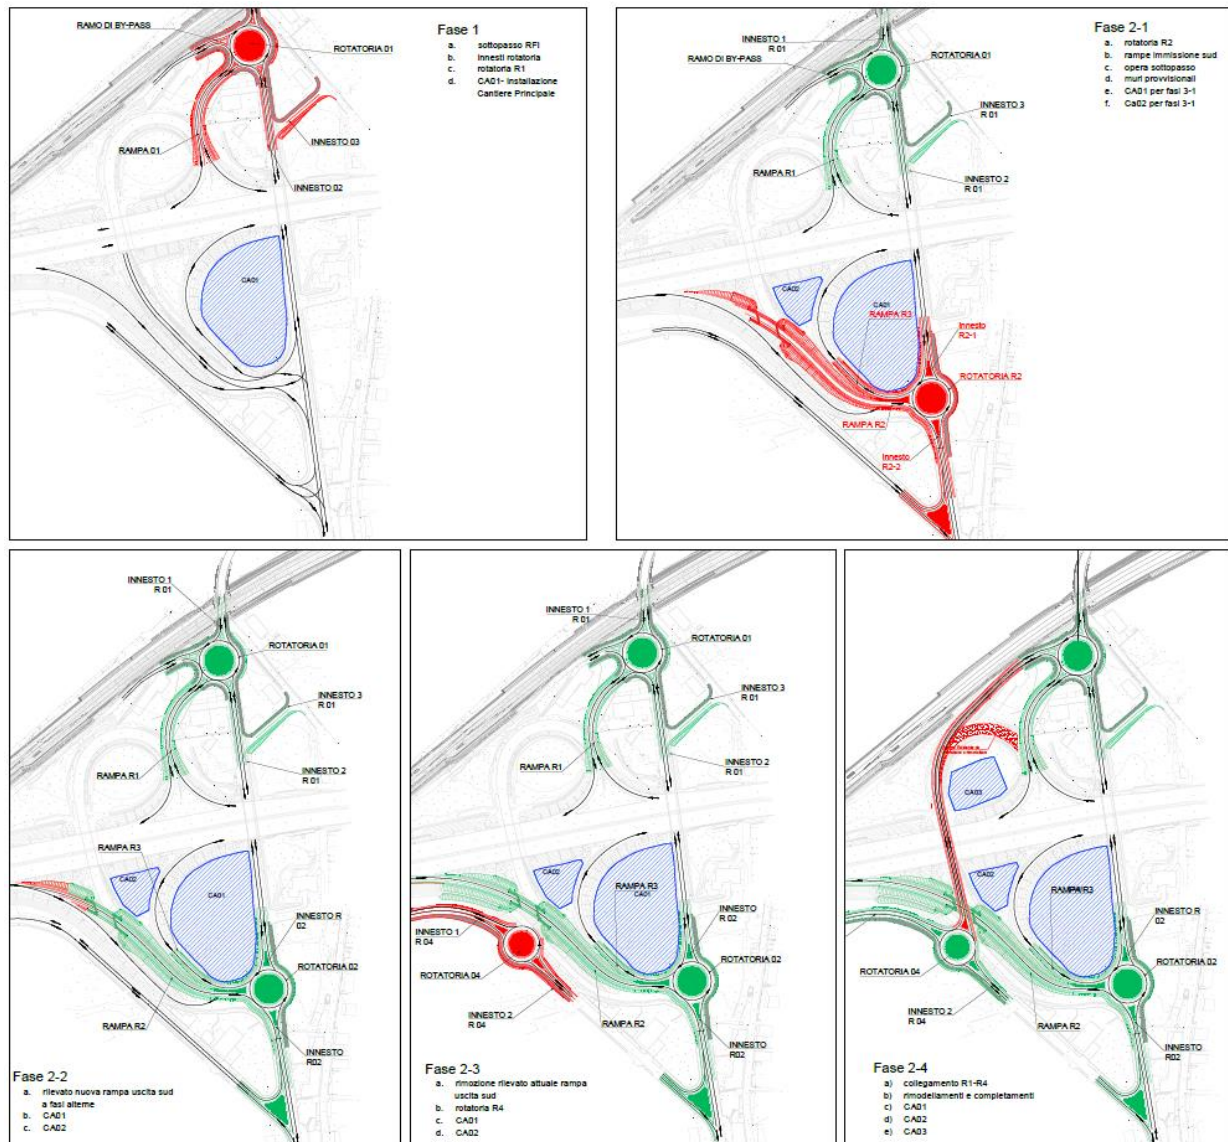 RAMO DI BY-PASS
ROTATORIA 01
RAMPA 01
INNESTO 03
INNESTO 02
CA01
Fase 1
a. sottopasso RFI
b. innesti rotatoria
c. rotatoria R1
d. CA01- installazione
Cantiere Principale
INNESTO 1
R 01
RAMO DI BY-PASS
ROTATORIA 01
INNESTO 3
R 01
RAMPA R1
INNESTO 2
R 01
CA02
CA01
RAMPA R3
Innesto
R2-1
ROTATORIA R2
RAMPA R2
Innesto
R2-2
Fase 2-1
a. rotatoria R2
b. rampe immissione sud
c. opera sottopasso
d. muri provvisionali
e. CA01 per fasi 3-1
f. Ca02 per fasi 3-1
INNESTO 1
R 01
ROTATORIA 01
INNESTO 3
R 01
RAMPA R1
INNESTO 2
R 01
RAMPA R3
CA02
CA01
INNESTO R
02
ROTATORIA 02
RAMPA R2
INNESTO
R02
Fase 2-2
a. rilevato nuova rampa uscita sud
a fasi alterne
b. CA01
c. CA02
INNESTO 1
R 01
ROTATORIA 01
INNESTO 3
R 01
RAMPA R1
INNESTO 2
R 01
CA02
RAMPA R3
CA01
INNESTO
R 02
INNESTO 1
R 04
ROTATORIA 02
ROTATORIA 04
INNESTO 2
R 04
RAMPA R2
INNESTO
R02
Fase 2-3
a. rimozione rilevato attuale rampa
uscita sud
b. rotatoria R4
c. CA01
d. CA02
CA03
CA02
INNESTO R
02
ROTATORIA 02
ROTATORIA 04
INNESTO 2
R 04
RAMPA R2
INNESTO
R02
Fase 2-4
a) collegamento R1-R4
b) rimodellamenti e completamenti
c) CA01
d) CA02
e) CA03